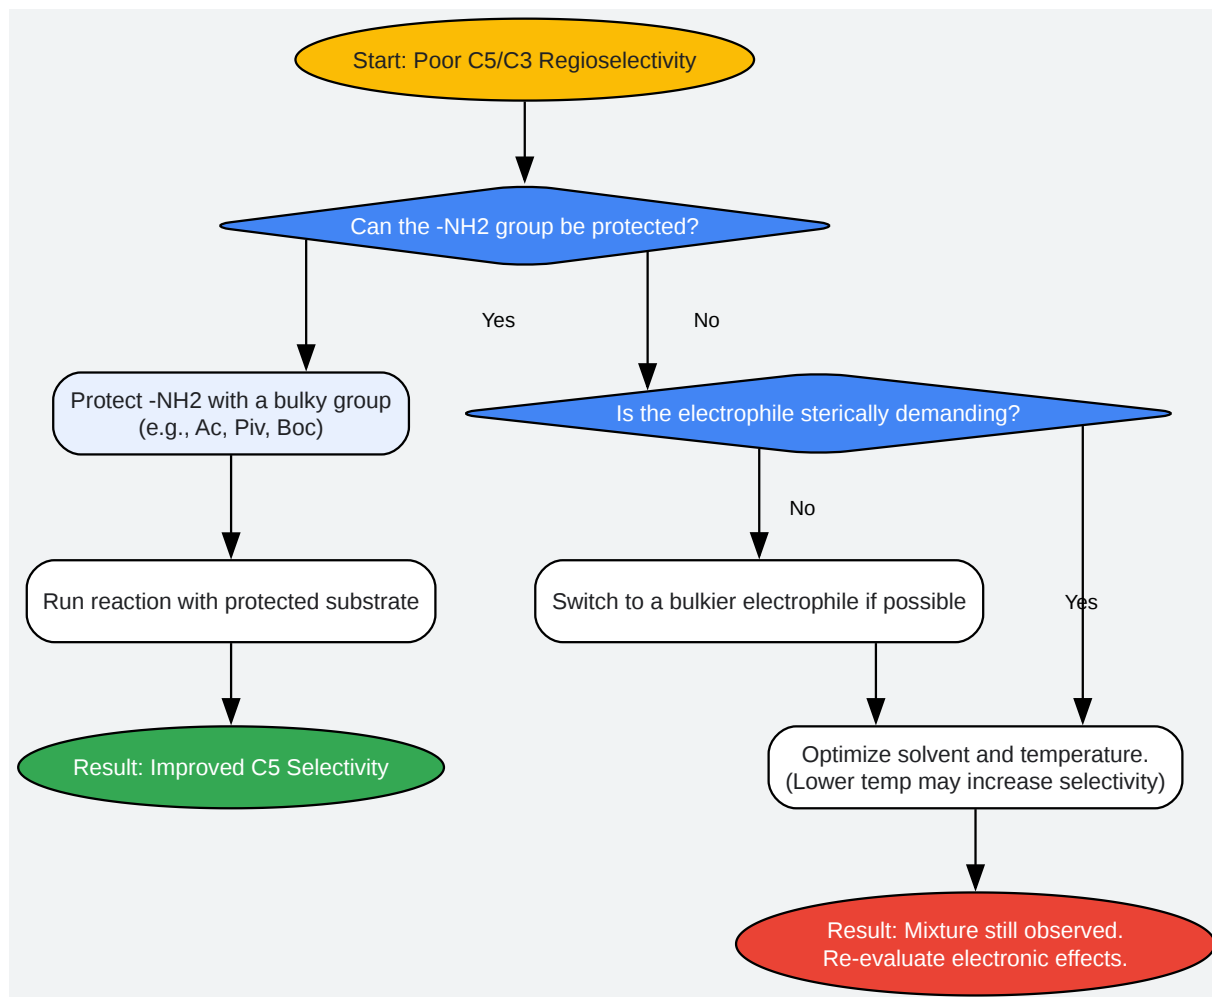 Start: Poor C5/C3 Regioselectivity
Can the -NH2 group be protected?
Yes
No
Protect -NH2 with a bulky group
(e.g., Ac, Piv, Boc)
Is the electrophile sterically demanding?
No
Run reaction with protected substrate
Switch to a bulkier electrophile if possible
Yes
Result: Improved C5 Selectivity
Optimize solvent and temperature.
(Lower temp may increase selectivity)
Result: Mixture still observed.
Re-evaluate electronic effects.